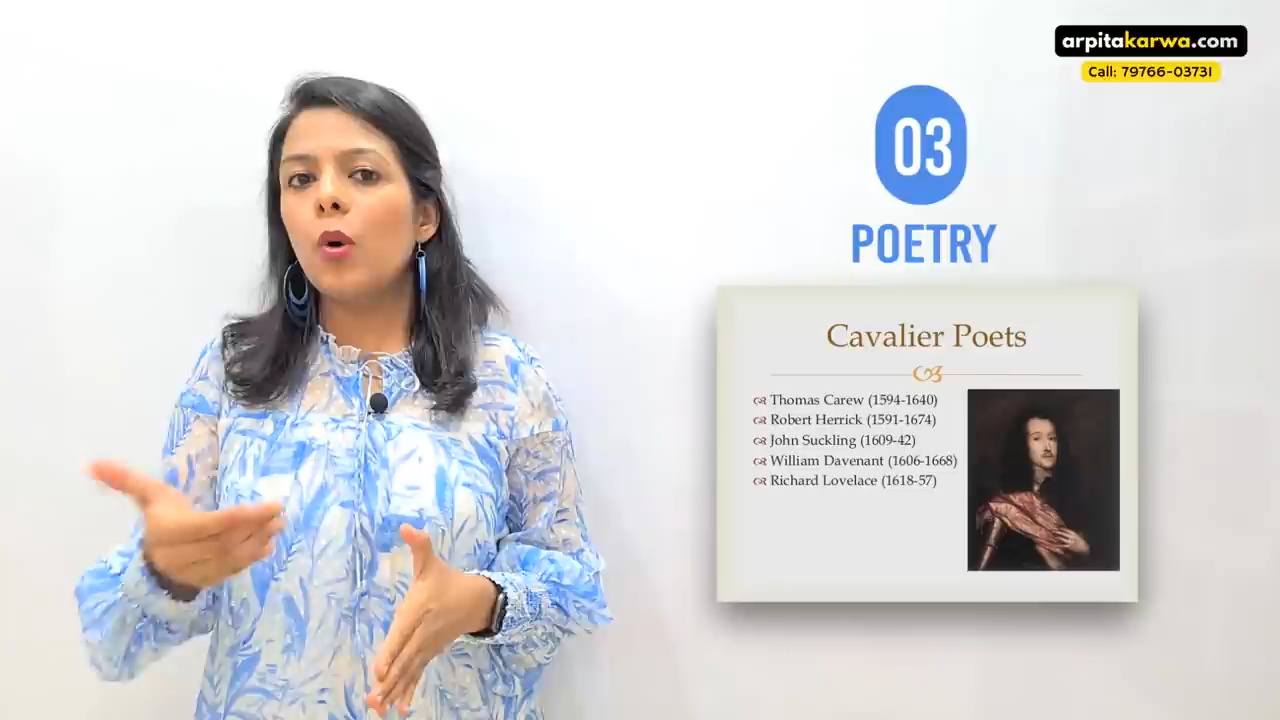 arpitakarwa.com
Call: 79766-03731
03
POETRY
Cavalier Poets
Thomas Carew (1594-1640)
Robert Herrick (1591-1674)
John Suckling (1609-42)
William Davenant (1606-1668)
Richard Lovelace (1618-57)